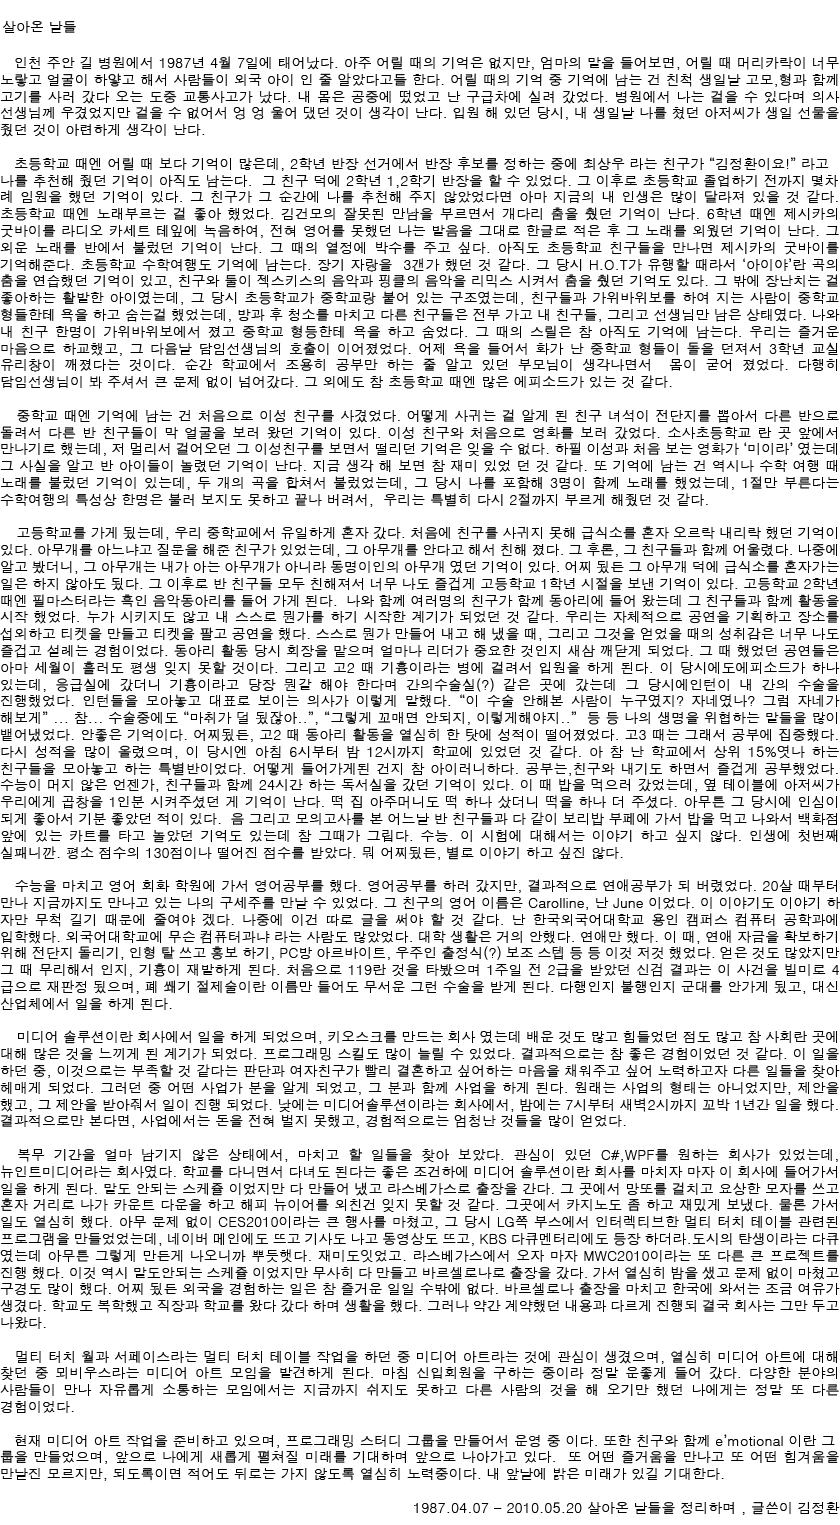 살아온 날들
인천 주안 길 병원에서 1987년 4월 7일에 태어났다. 아주 어릴 때의 기억은 없지만, 엄마의 말을 들어보면, 어릴 때 머리카락이 너무
노랗고 얼굴이 하얗고 해서 사람들이 외국 아이 인 줄 알았다고들 한다. 어릴 때의 기억 중 기억에 남는 건 친척 생일날 고모,형과 함께
고기를 사러 갔다 오는 도중 교통사고가 났다. 내 몸은 공중에 떴었고 난 구급차에 실려 갔었다. 병원에서 나는 걸을 수 있다며 의사
선생님께 우겼었지만 걸을 수 없어서 엉 엉 울어 댔던 것이 생각이 난다. 입원 해 있던 당시, 내 생일날 나를 쳤던 아저씨가 생일 선물을
줬던 것이 아련하게 생각이 난다.
초등학교 때엔 어릴 때 보다 기억이 많은데, 2학년 반장 선거에서 반장 후보를 정하는 중에 최상우 라는 친구가 “김정환이요!” 라고
나를 추천해 줬던 기억이 아직도 남는다. 그 친구 덕에 2학년 1,2학기 반장을 할 수 있었다. 그 이후로 초등학교 졸업하기 전까지 몇차
례 임원을 했던 기억이 있다. 그 친구가 그 순간에 나를 추천해 주지 않았었다면 아마 지금의 내 인생은 많이 달라져 있을 것 같다.
초등학교 때엔 노래부르는 걸 좋아 했었다. 김건모의 잘못된 만남을 부르면서 개다리 춤을 췄던 기억이 난다. 6학년 때엔 제시카의
굿바이를 라디오 카세트 테잎에 녹음하여, 전혀 영어를 못했던 나는 발음을 그대로 한글로 적은 후 그 노래를 외웠던 기억이 난다. 그
외운 노래를 반에서 불렀던 기억이 난다. 그 때의 열정에 박수를 주고 싶다. 아직도 초등학교 친구들을 만나면 제시카의 굿바이를
기억해준다. 초등학교 수학여행도 기억에 남는다. 장기 자랑을 3갠가 했던 것 같다. 그 당시 H.O.T가 유행할 때라서 ‘아이야’란 곡의
춤을 연습했던 기억이 있고, 친구와 둘이 젝스키스의 음악과 핑클의 음악을 리믹스 시켜서 춤을 췄던 기억도 있다. 그 밖에 장난치는 걸
좋아하는 활발한 아이였는데, 그 당시 초등학교가 중학교랑 붙어 있는 구조였는데, 친구들과 가위바위보를 하여 지는 사람이 중학교
형들한테 욕을 하고 숨는걸 했었는데, 방과 후 청소를 마치고 다른 친구들은 전부 가고 내 친구들, 그리고 선생님만 남은 상태였다. 나와
내 친구 한명이 가위바위보에서 졌고 중학교 형들한테 욕을 하고 숨었다. 그 때의 스릴은 참 아직도 기억에 남는다. 우리는 즐거운
마음으로 하교했고, 그 다음날 담임선생님의 호출이 이어졌었다. 어제 욕을 들어서 화가 난 중학교 형들이 돌을 던져서 3학년 교실
유리창이 깨졌다는 것이다. 순간 학교에서 조용히 공부만 하는 줄 알고 있던 부모님이 생각나면서 몸이 굳어 졌었다. 다행히
담임선생님이 봐 주셔서 큰 문제 없이 넘어갔다. 그 외에도 참 초등학교 때엔 많은 에피소드가 있는 것 같다.
중학교 때엔 기억에 남는 건 처음으로 이성 친구를 사겼었다. 어떻게 사귀는 걸 알게 된 친구 녀석이 전단지를 뽑아서 다른 반으로
돌려서 다른 반 친구들이 막 얼굴을 보러 왔던 기억이 있다. 이성 친구와 처음으로 영화를 보러 갔었다. 소사초등학교 란 곳 앞에서
만나기로 했는데, 저 멀리서 걸어오던 그 이성친구를 보면서 떨리던 기억은 잊을 수 없다. 하필 이성과 처음 보는 영화가 ‘미이라’ 였는데
그 사실을 알고 반 아이들이 놀렸던 기억이 난다. 지금 생각 해 보면 참 재미 있었 던 것 같다. 또 기억에 남는 건 역시나 수학 여행 때
노래를 불렀던 기억이 있는데, 두 개의 곡을 합쳐서 불렀었는데, 그 당시 나를 포함해 3명이 함께 노래를 했었는데, 1절만 부른다는
수학여행의 특성상 한명은 불러 보지도 못하고 끝나 버려서, 우리는 특별히 다시 2절까지 부르게 해줬던 것 같다.
고등학교를 가게 됬는데, 우리 중학교에서 유일하게 혼자 갔다. 처음에 친구를 사귀지 못해 급식소를 혼자 오르락 내리락 했던 기억이
있다. 아무개를 아느냐고 질문을 해준 친구가 있었는데, 그 아무개를 안다고 해서 친해 졌다. 그 후론, 그 친구들과 함께 어울렸다. 나중에
알고 봤더니, 그 아무개는 내가 아는 아무개가 아니라 동명이인의 아무개 였던 기억이 있다. 어찌 됬든 그 아무개 덕에 급식소를 혼자가는
일은 하지 않아도 됬다. 그 이후로 반 친구들 모두 친해져서 너무 나도 즐겁게 고등학교 1학년 시절을 보낸 기억이 있다. 고등학교 2학년
때엔 필마스터라는 흑인 음악동아리를 들어 가게 된다. 나와 함께 여러명의 친구가 함께 동아리에 들어 왔는데 그 친구들과 함께 활동을
시작 했었다. 누가 시키지도 않고 내 스스로 뭔가를 하기 시작한 계기가 되었던 것 같다. 우리는 자체적으로 공연을 기획하고 장소를
섭외하고 티켓을 만들고 티켓을 팔고 공연을 했다. 스스로 뭔가 만들어 내고 해 냈을 때, 그리고 그것을 얻었을 때의 성취감은 너무 나도
즐겁고 설레는 경험이었다. 동아리 활동 당시 회장을 맡으며 얼마나 리더가 중요한 것인지 새삼 깨닫게 되었다. 그 때 했었던 공연들은
아마 세월이 흘러도 평생 잊지 못할 것이다. 그리고 고2 때 기흉이라는 병에 걸려서 입원을 하게 된다. 이 당시에도에피소드가 하나
있는데, 응급실에 갔더니 기흉이라고 당장 뭔갈 해야 한다며 간의수술실(?) 같은 곳에 갔는데 그 당시에인턴이 내 간의 수술을
진행했었다. 인턴들을 모아놓고 대표로 보이는 의사가 이렇게 말했다. “이 수술 안해본 사람이 누구였지? 자네였나? 그럼 자네가
해보게” ... 참... 수술중에도 “마취가 덜 됬잖아..”, “그렇게 꼬매면 안되지, 이렇게해야지..” 등 등 나의 생명을 위협하는 말들을 많이
뱉어냈었다. 안좋은 기억이다. 어찌됬든, 고2 때 동아리 활동을 열심히 한 탓에 성적이 떨어졌었다. 고3 때는 그래서 공부에 집중했다.
다시 성적을 많이 올렸으며, 이 당시엔 아침 6시부터 밤 12시까지 학교에 있었던 것 같다. 아 참 난 학교에서 상위 15%엿나 하는
친구들을 모아놓고 하는 특별반이었다. 어떻게 들어가게된 건지 참 아이러니하다. 공부는,친구와 내기도 하면서 즐겁게 공부했었다.
수능이 머지 않은 언젠가, 친구들과 함께 24시간 하는 독서실을 갔던 기억이 있다. 이 때 밥을 먹으러 갔었는데, 옆 테이블에 아저씨가
우리에게 곱창을 1인분 시켜주셨던 게 기억이 난다. 떡 집 아주머니도 떡 하나 샀더니 떡을 하나 더 주셨다. 아무튼 그 당시에 인심이
되게 좋아서 기분 좋았던 적이 있다. 음 그리고 모의고사를 본 어느날 반 친구들과 다 같이 보리밥 부페에 가서 밥을 먹고 나와서 백화점
앞에 있는 카트를 타고 놀았던 기억도 있는데 참 그때가 그립다. 수능. 이 시험에 대해서는 이야기 하고 싶지 않다. 인생에 첫번째
실패니깐. 평소 점수의 130점이나 떨어진 점수를 받았다. 뭐 어찌됬든, 별로 이야기 하고 싶진 않다.
수능을 마치고 영어 회화 학원에 가서 영어공부를 했다. 영어공부를 하러 갔지만, 결과적으로 연애공부가 되 버렸었다. 20살 때부터
만나 지금까지도 만나고 있는 나의 구세주를 만날 수 있었다. 그 친구의 영어 이름은 Carolline, 난 June 이었다. 이 이야기도 이야기 하
자만 무척 길기 때문에 줄여야 겠다. 나중에 이건 따로 글을 써야 할 것 같다. 난 한국외국어대학교 용인 캠퍼스 컴퓨터 공학과에
입학했다. 외국어대학교에 무슨 컴퓨터과냐 라는 사람도 많았었다. 대학 생활은 거의 안했다. 연애만 했다. 이 때, 연애 자금을 확보하기
위해 전단지 돌리기, 인형 탈 쓰고 홍보 하기, PC방 아르바이트, 우주인 출정식(?) 보조 스텝 등 등 이것 저것 했었다. 얻은 것도 많았지만
그 때 무리해서 인지, 기흉이 재발하게 된다. 처음으로 119란 것을 타봤으며 1주일 전 2급을 받았던 신검 결과는 이 사건을 빌미로 4
급으로 재판정 됬으며, 폐 쐐기 절제술이란 이름만 들어도 무서운 그런 수술을 받게 된다. 다행인지 불행인지 군대를 안가게 됬고, 대신
산업체에서 일을 하게 된다.
미디어 솔루션이란 회사에서 일을 하게 되었으며, 키오스크를 만드는 회사 였는데 배운 것도 많고 힘들었던 점도 많고 참 사회란 곳에
대해 많은 것을 느끼게 된 계기가 되었다. 프로그래밍 스킬도 많이 늘릴 수 있었다. 결과적으로는 참 좋은 경험이었던 것 같다. 이 일을
하던 중, 이것으로는 부족할 것 같다는 판단과 여자친구가 빨리 결혼하고 싶어하는 마음을 채워주고 싶어 노력하고자 다른 일들을 찾아
헤매게 되었다. 그러던 중 어떤 사업가 분을 알게 되었고, 그 분과 함께 사업을 하게 된다. 원래는 사업의 형태는 아니었지만, 제안을
했고, 그 제안을 받아줘서 일이 진행 되었다. 낮에는 미디어솔루션이라는 회사에서, 밤에는 7시부터 새벽2시까지 꼬박 1년간 일을 했다.
결과적으로만 본다면, 사업에서는 돈을 전혀 벌지 못했고, 경험적으로는 엄청난 것들을 많이 얻었다.
복무 기간을 얼마 남기지 않은 상태에서, 마치고 할 일들을 찾아 보았다. 관심이 있던 C#,WPF를 원하는 회사가 있었는데,
뉴인트미디어라는 회사였다. 학교를 다니면서 다녀도 된다는 좋은 조건하에 미디어 솔루션이란 회사를 마치자 마자 이 회사에 들어가서
일을 하게 된다. 말도 안되는 스케쥴 이었지만 다 만들어 냈고 라스베가스로 출장을 간다. 그 곳에서 망또를 걸치고 요상한 모자를 쓰고
혼자 거리로 나가 카운트 다운을 하고 해피 뉴이어를 외친건 잊지 못할 것 같다. 그곳에서 카지노도 좀 하고 재밌게 보냈다. 물론 가서
일도 열심히 했다. 아무 문제 없이 CES2010이라는 큰 행사를 마쳤고, 그 당시 LG쪽 부스에서 인터렉티브한 멀티 터치 테이블 관련된
프로그램을 만들었었는데, 네이버 메인에도 뜨고 기사도 나고 동영상도 뜨고, KBS 다큐멘터리에도 등장 하더라.도시의 탄생이라는 다큐
였는데 아무튼 그렇게 만든게 나오니까 뿌듯햇다. 재미도잇었고. 라스베가스에서 오자 마자 MWC2010이라는 또 다른 큰 프로젝트를
진행 했다. 이것 역시 말도안되는 스케쥴 이었지만 무사히 다 만들고 바르셀로나로 출장을 갔다. 가서 열심히 밤을 샜고 문제 없이 마쳤고
구경도 많이 했다. 어찌 됬든 외국을 경험하는 일은 참 즐거운 일일 수밖에 없다. 바르셀로나 출장을 마치고 한국에 와서는 조금 여유가
생겼다. 학교도 복학했고 직장과 학교를 왔다 갔다 하며 생활을 했다. 그러나 약간 계약했던 내용과 다르게 진행되 결국 회사는 그만 두고
나왔다.
멀티 터치 월과 서페이스라는 멀티 터치 테이블 작업을 하던 중 미디어 아트라는 것에 관심이 생겼으며, 열심히 미디어 아트에 대해
찾던 중 뫼비우스라는 미디어 아트 모임을 발견하게 된다. 마침 신입회원을 구하는 중이라 정말 운좋게 들어 갔다. 다양한 분야의
사람들이 만나 자유롭게 소통하는 모임에서는 지금까지 쉬지도 못하고 다른 사람의 것을 해 오기만 했던 나에게는 정말 또 다른
경험이었다.
현재 미디어 아트 작업을 준비하고 있으며, 프로그래밍 스터디 그룹을 만들어서 운영 중 이다. 또한 친구와 함께 e’motional 이란 그
룹을 만들었으며, 앞으로 나에게 새롭게 펼쳐질 미래를 기대하며 앞으로 나아가고 있다. 또 어떤 즐거움을 만나고 또 어떤 힘겨움을
만날진 모르지만, 되도록이면 적어도 뒤로는 가지 않도록 열심히 노력중이다. 내 앞날에 밝은 미래가 있길 기대한다.
1987.04.07 – 2010.05.20 살아온 날들을 정리하며 , 글쓴이 김정환